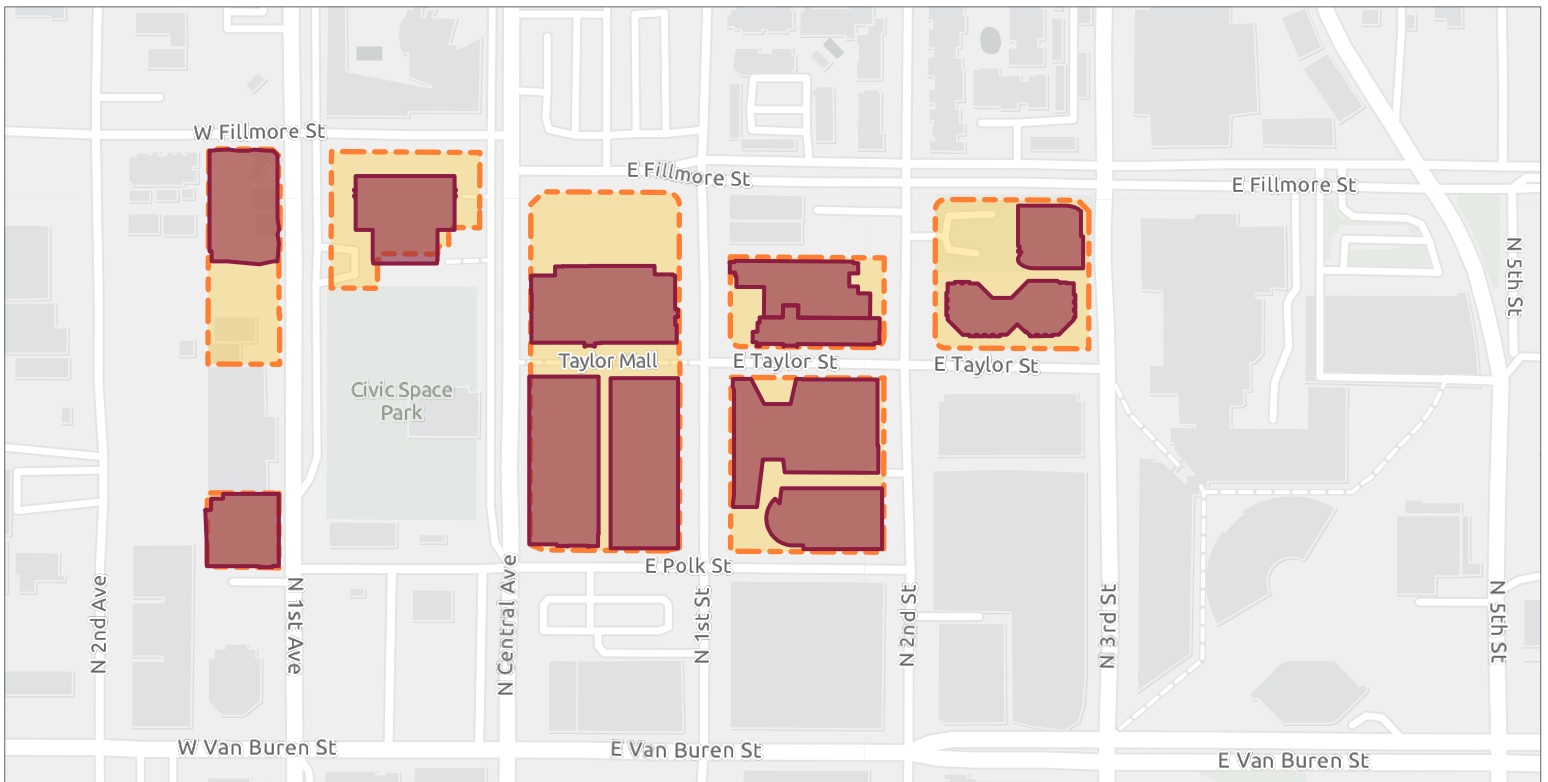 W Fillmore St
E Fillmore St
E Fillmore St
N 5th St
Taylor Mall
E Taylor St
E Taylor St
Civic Space
Park
E Polk St
N 2nd Ave
N 1st Ave
N Central Ave
N 1st St
N 2nd St
N 3rd St
N 5th St
W Van Buren St
E Van Buren St
E Van Buren St